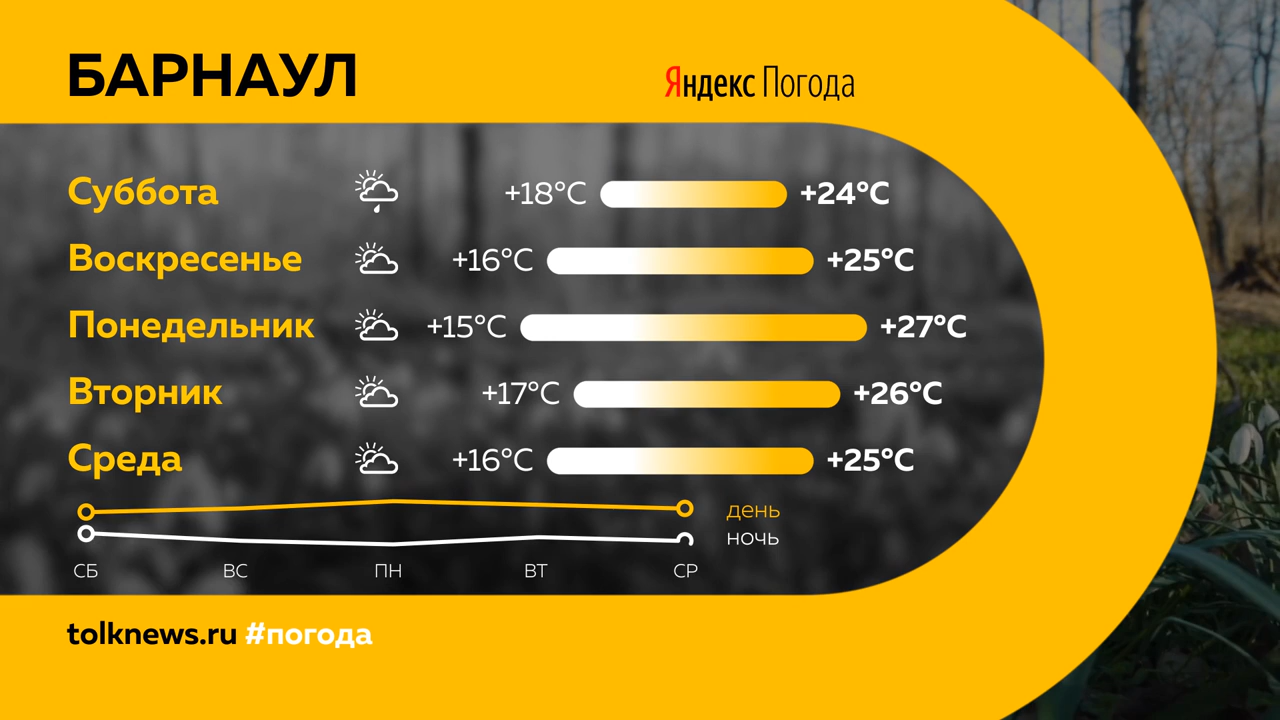 БАРНАУЛ
Яндекс Погода
Суббота +18°C +24°C
Воскресенье +16°C +25°C
Понедельник +15°C +27°C
Вторник +17°C +26°C
Среда +16°C +25°C
день
ночь
СБ ВС ПН ВТ СР
tolknews.ru #погода